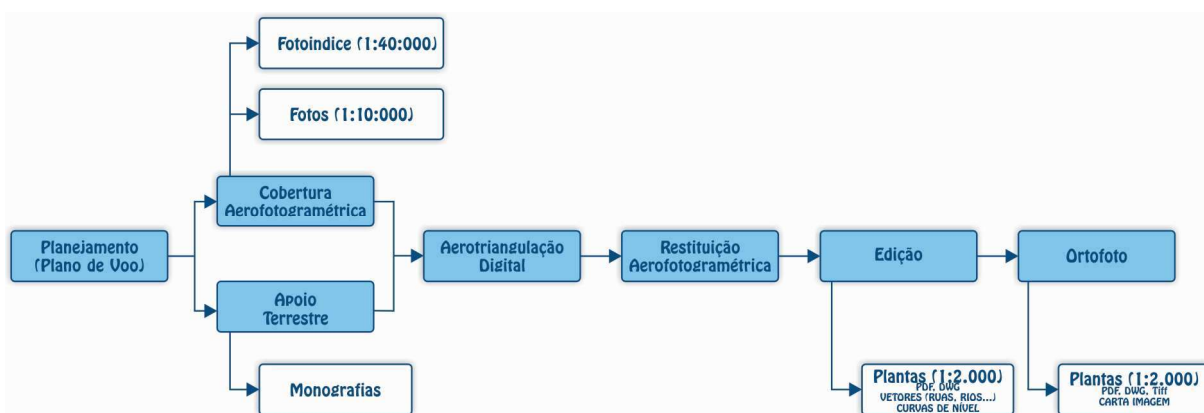 Fotoindice (1:40:000)
Fotos (1:10:000)
Cobertura
Aerofotogramétrica
Planejamento
(Plano de Voo)
Aerotriangulação
Digital
Restituição
Aerofotogramétrica
Edição
Ortofoto
Apoio
Terrestre
Monografias
Plantas (1:2.000)
PDF, DWG
VETORES (RUAS, RIOS...)
CURVAS DE NÍVEL
Plantas (1:2.000)
PDF, DWG, Tiff
CARTA IMAGEM